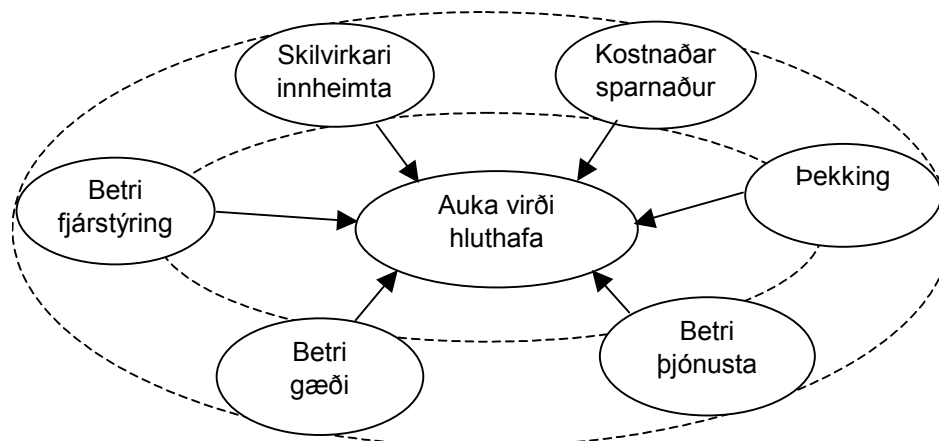 Skilvirkari
innheimta
Kostnaðar
sparnaður
Betri
fjárstýring
Auka virði
hluthafa
Þekking
Betri
gæði
Betri
þjónusta